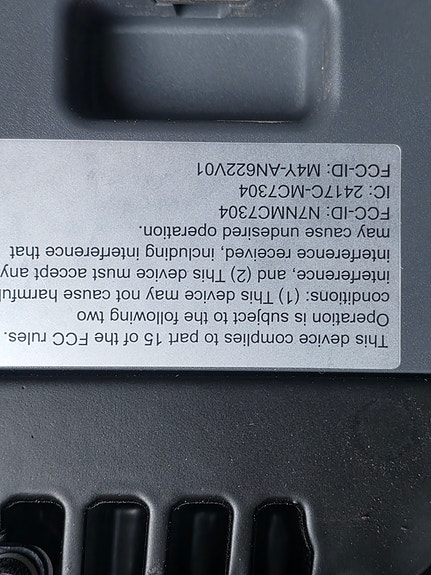 This device complies to part 15 of the FCC rules.
Operation is subject to the following two
conditions: (1) This device may not cause harmful
interference, and (2) This device must accept any
interference received, including interference that
may cause undesired operation.
FCC-ID: N7NMC7304
IC: 2417C-MC7304
FCC-ID: M4Y-AN622V01